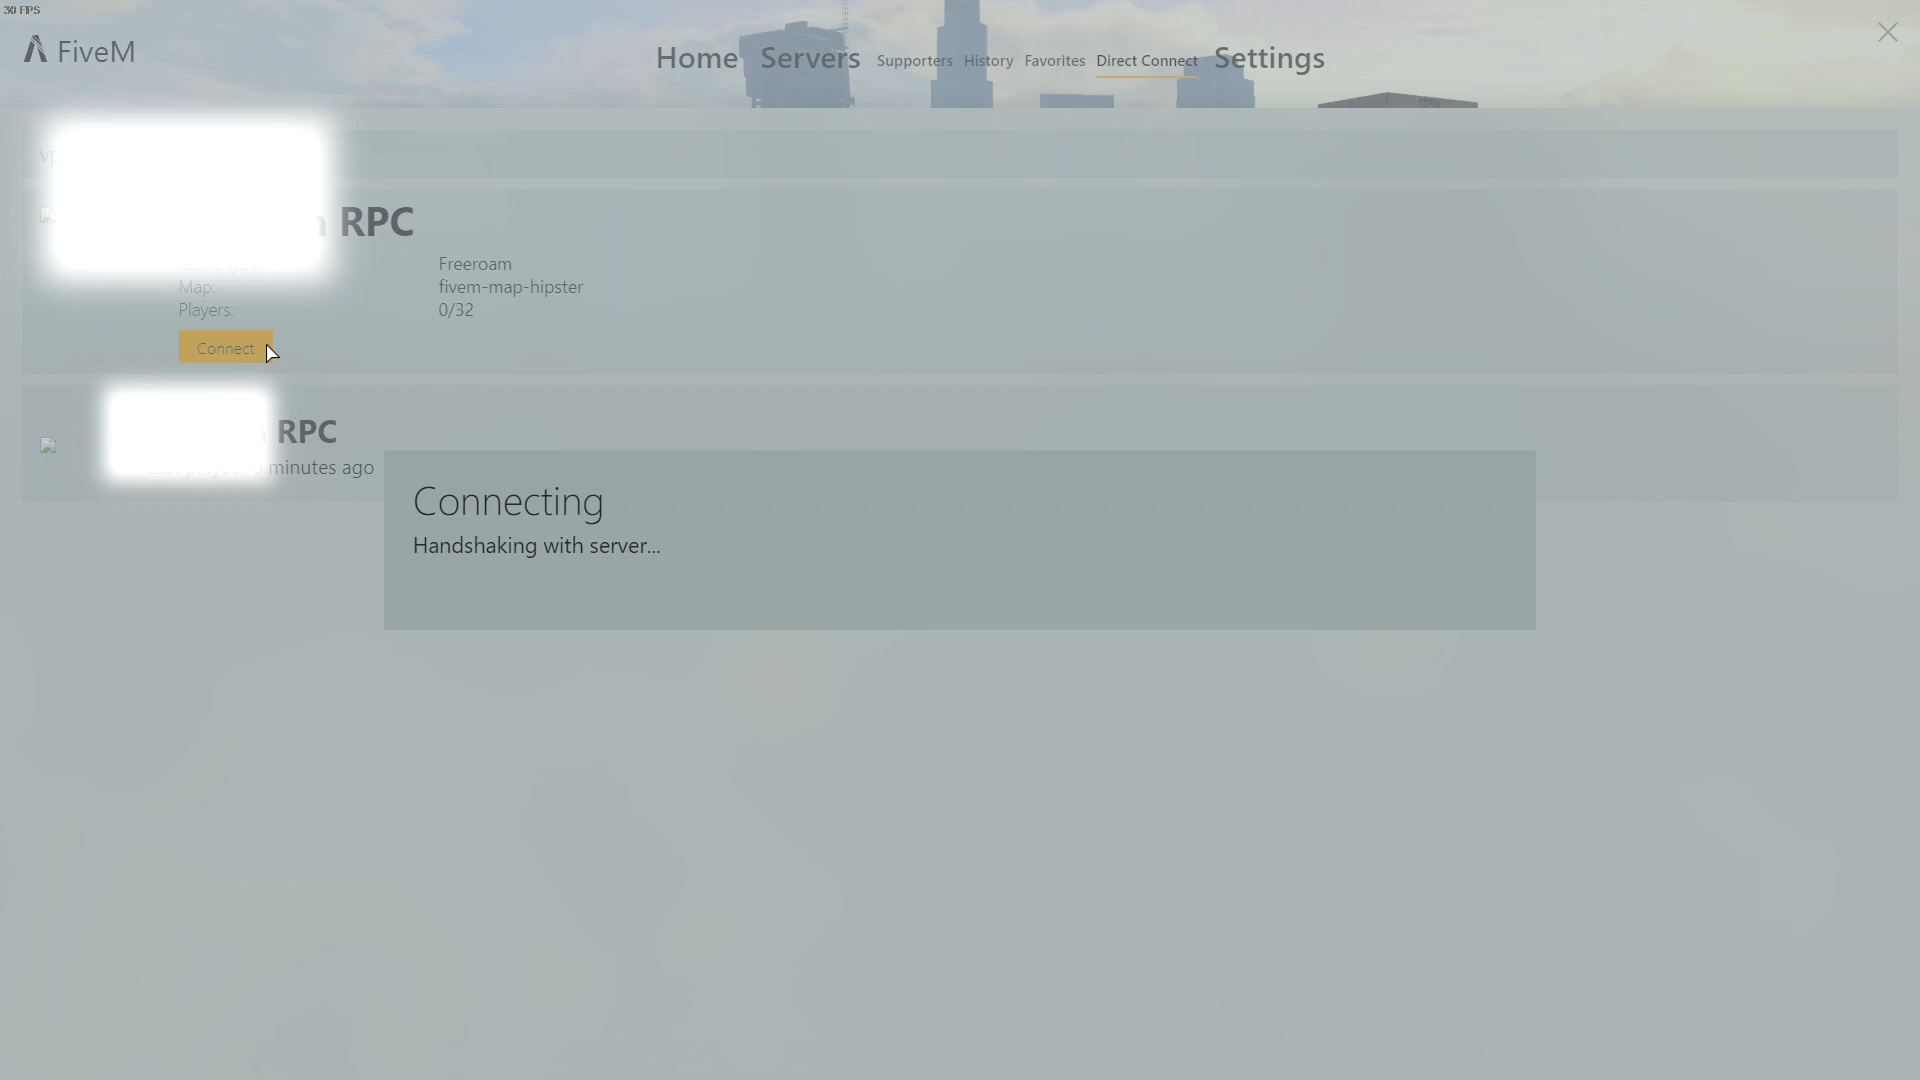 30 FPS
FiveM
Home Servers Supporters History Favorites Direct Connect Settings
RPC
Freeroam
Map: fivem-map-hipster
Players: 0/32
Connect
RPC
minutes ago
Connecting
Handshaking with server...